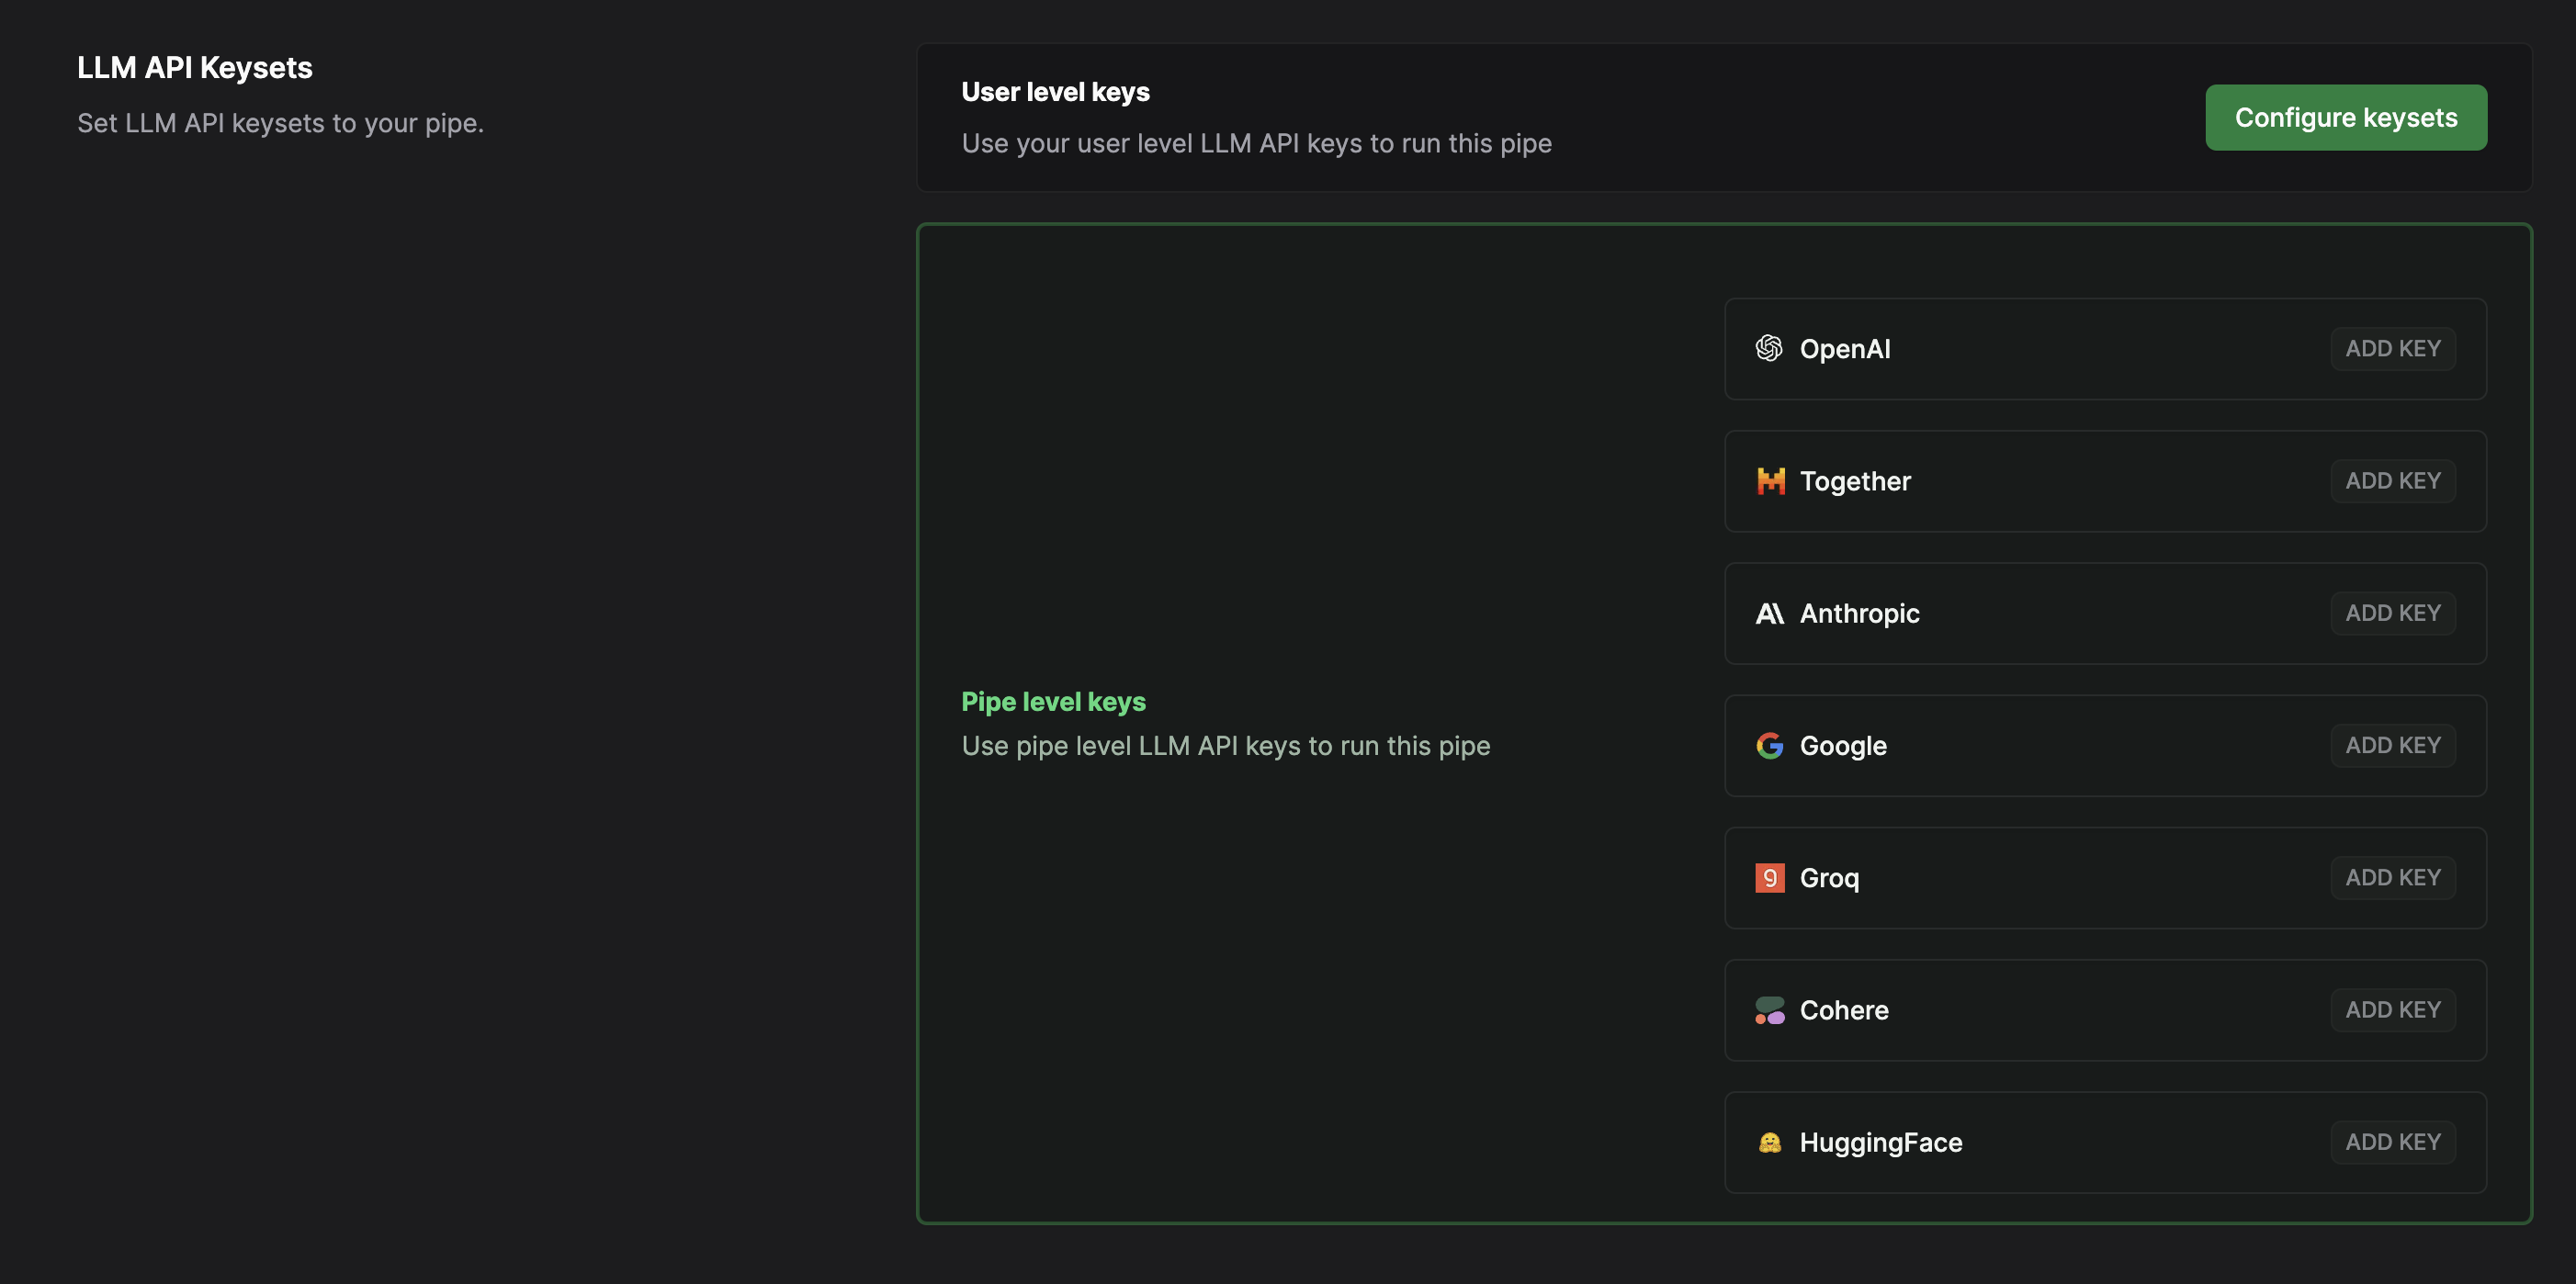 LLM API Keysets
Set LLM API keysets to your pipe.
User level keys
Use your user level LLM API keys to run this pipe
Configure keysets
Pipe level keys
Use pipe level LLM API keys to run this pipe
OpenAI
ADD KEY
Together
ADD KEY
Anthropic
ADD KEY
Google
ADD KEY
Groq
ADD KEY
Cohere
ADD KEY
HuggingFace
ADD KEY